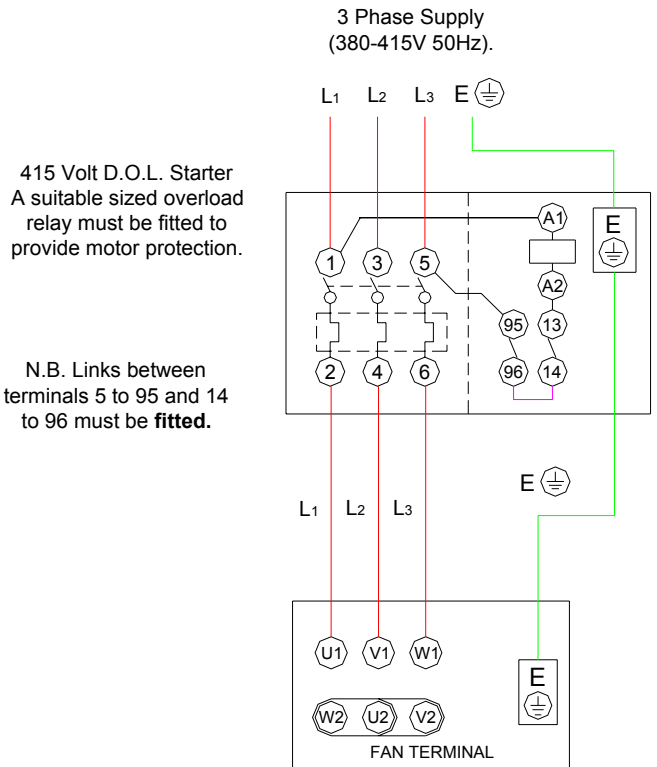 3 Phase Supply
(380-415V 50Hz).
L1 L2 L3 E
415 Volt D.O.L. Starter
A suitable sized overload
relay must be fitted to
provide motor protection.
A1
E
1 3 5
A2
95 13
N.B. Links between
terminals 5 to 95 and 14
to 96 must be fitted.
2 4 6 96 14
E
L1 L2 L3
U1 V1 W1
E
W2 U2 V2
FAN TERMINAL